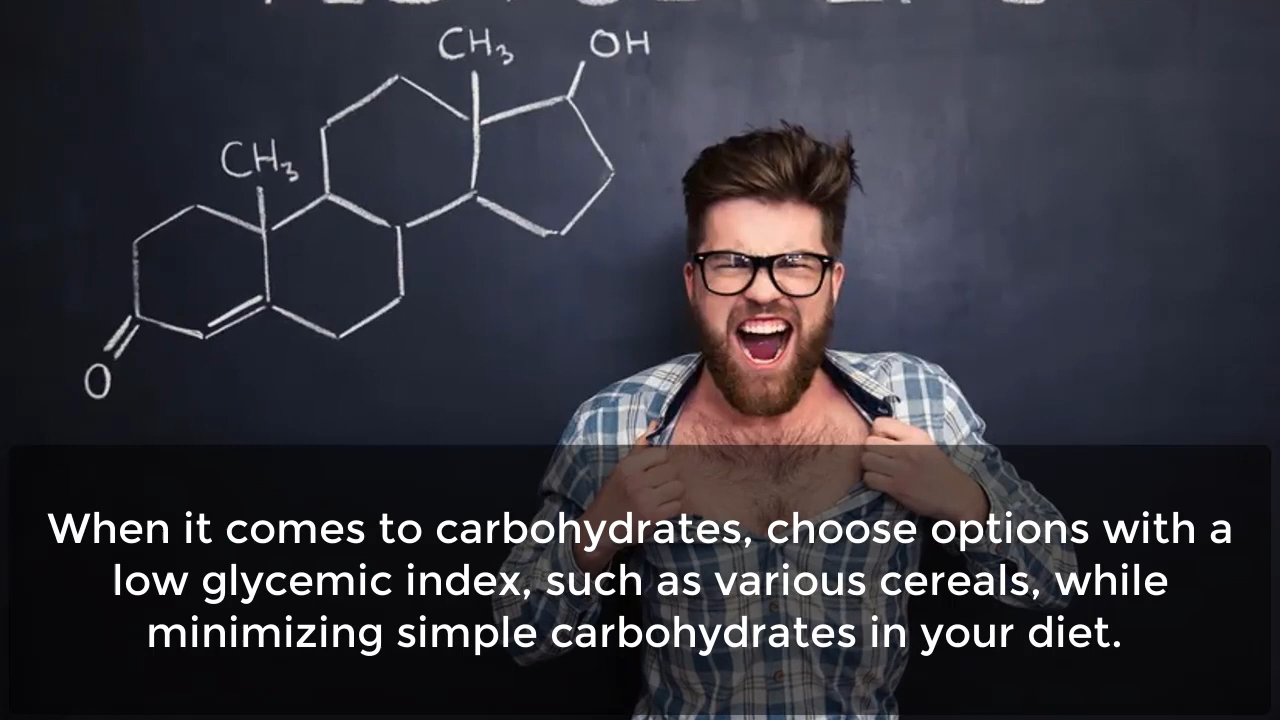 CH₃
OH
CH₃
O
When it comes to carbohydrates, choose options with a
low glycemic index, such as various cereals, while
minimizing simple carbohydrates in your diet.